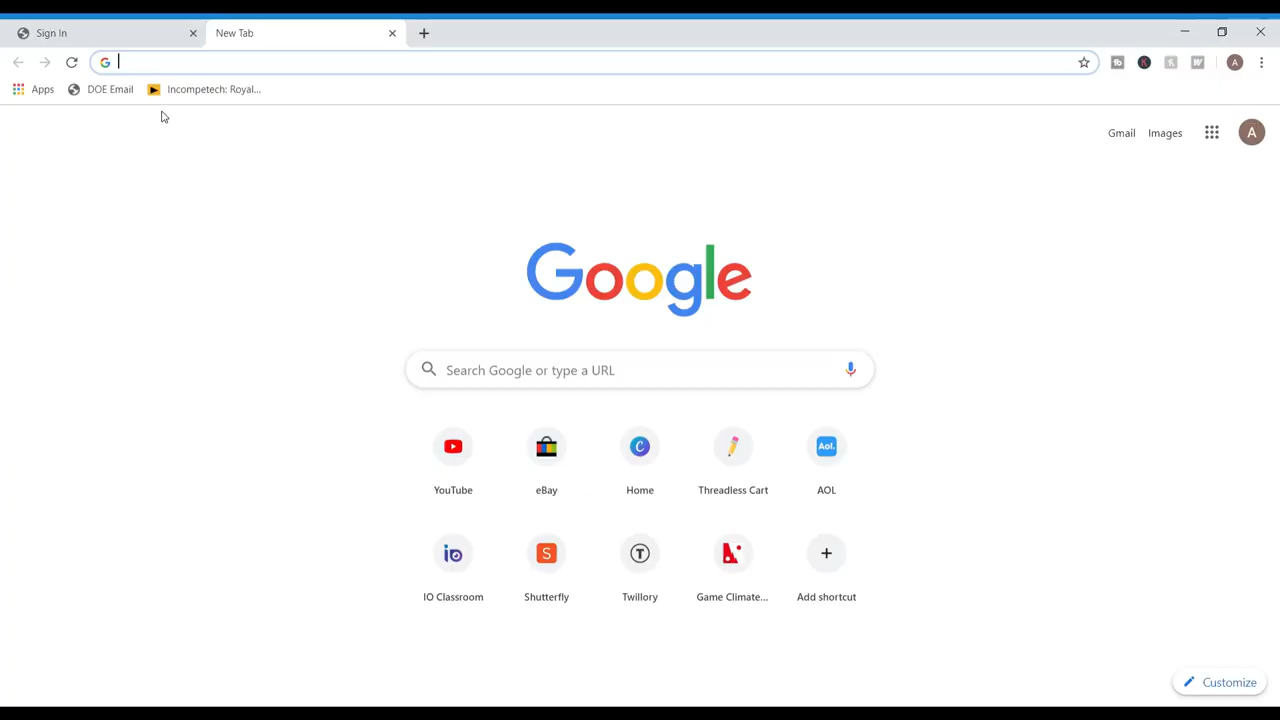 Sign In
New Tab
Apps
DOE Email
Incompetech: Royal...
Gmail
Images
A
Google
Search Google or type a URL
YouTube
eBay
Home
Threadless Cart
Aol.
AOL
IO Classroom
Shutterfly
Twillory
Game Climate...
Add shortcut
Customize